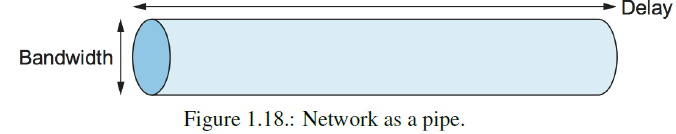 Delay
Bandwidth
Figure 1.18.: Network as a pipe.